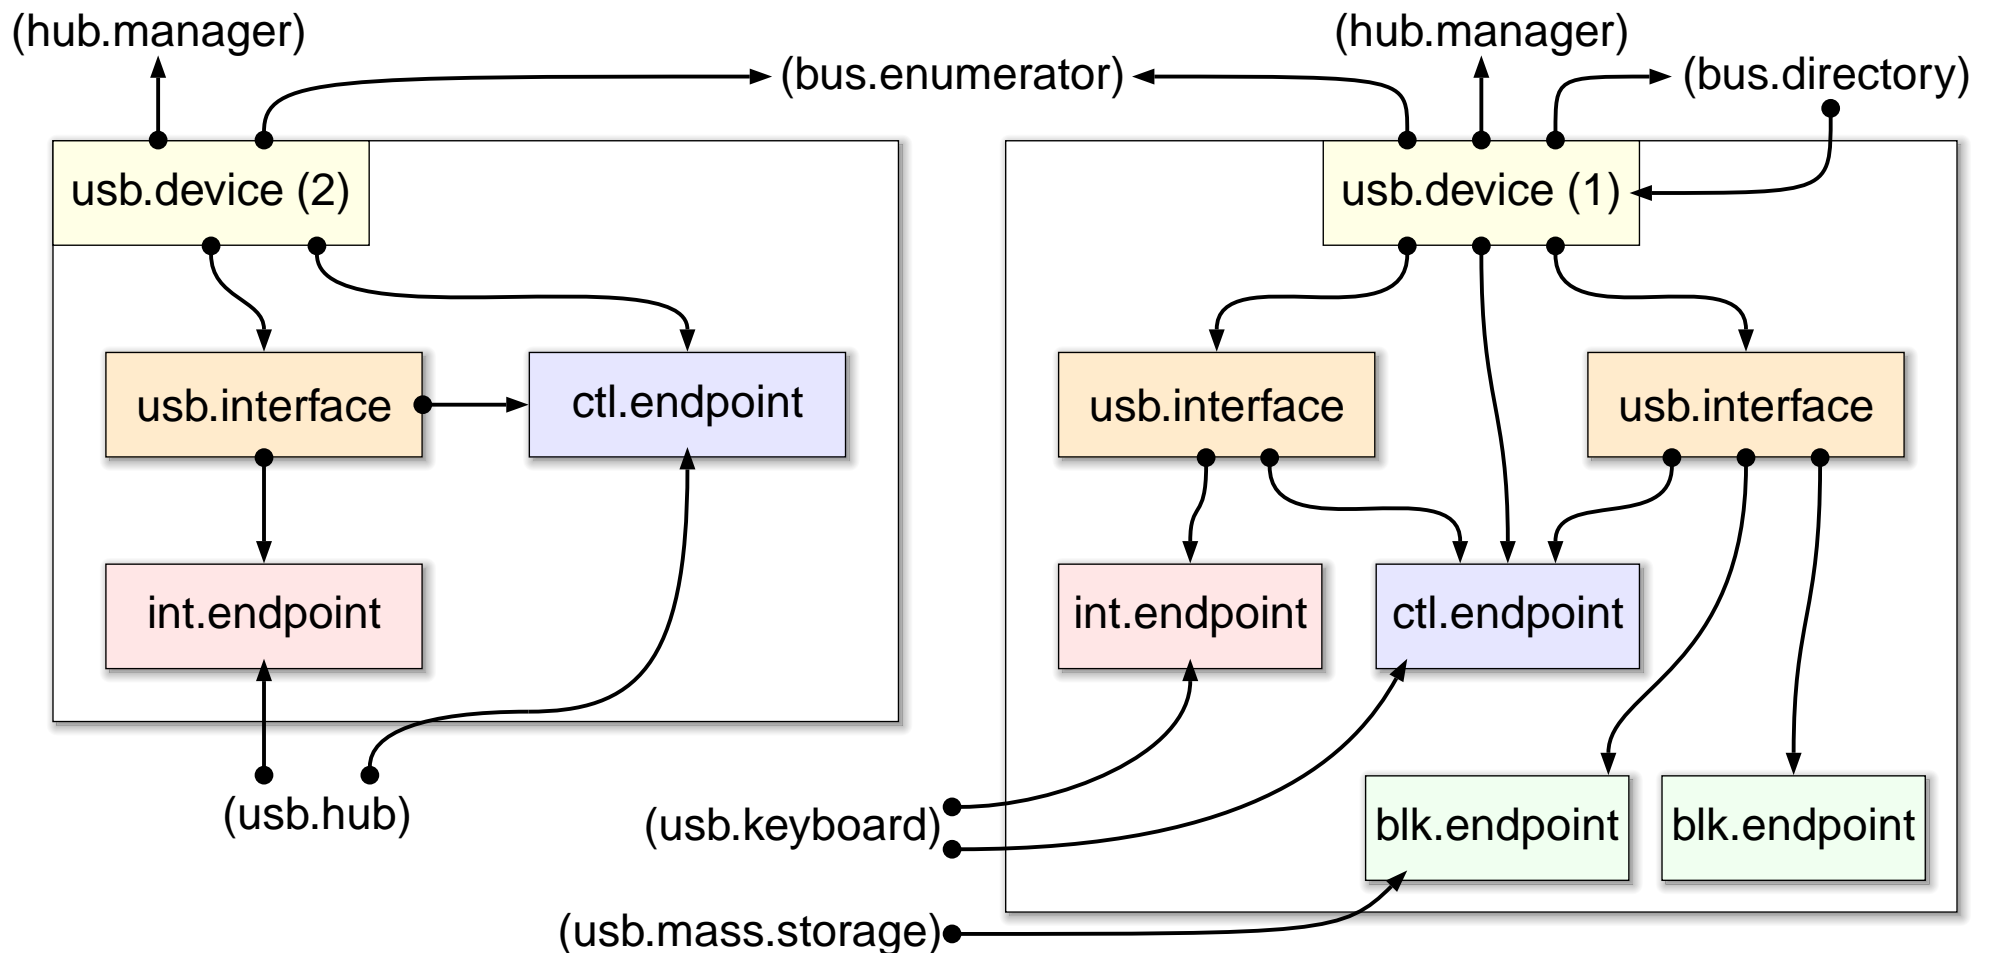 (hub.manager)
(hub.manager)
(bus.enumerator)
(bus.directory)
usb.device (2)
usb.device (1)
usb.interface
ctl.endpoint
usb.interface
usb.interface
int.endpoint
int.endpoint
ctl.endpoint
(usb.hub)
(usb.keyboard)
blk.endpoint
blk.endpoint
(usb.mass.storage)